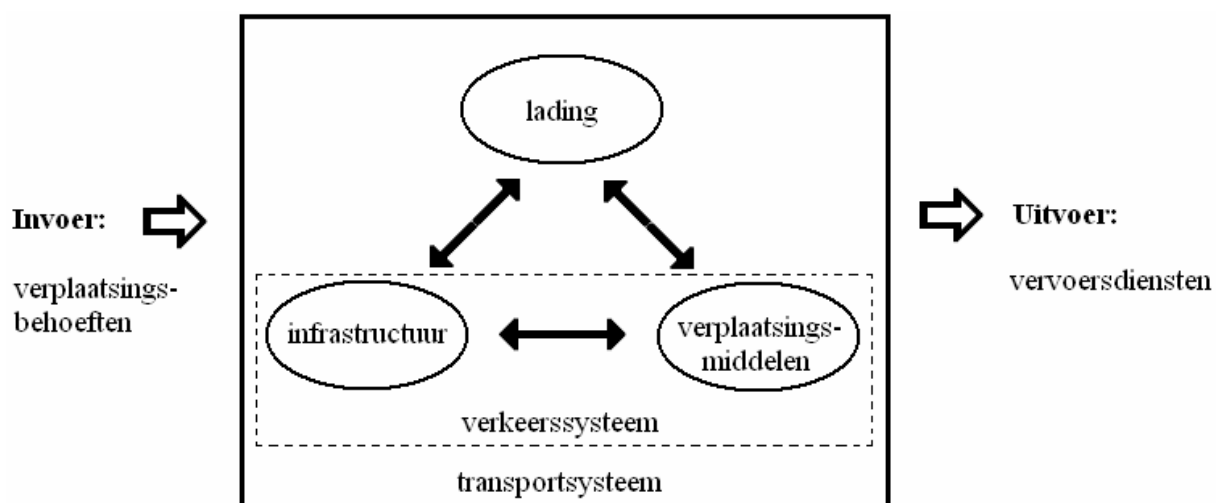 lading
Invoer:
verplaatsings-
behoeften
infrastructuur
verplaatsings-
middelen
verkeerssysteem
transportsysteem
Uitvoer:
vervoersdiensten